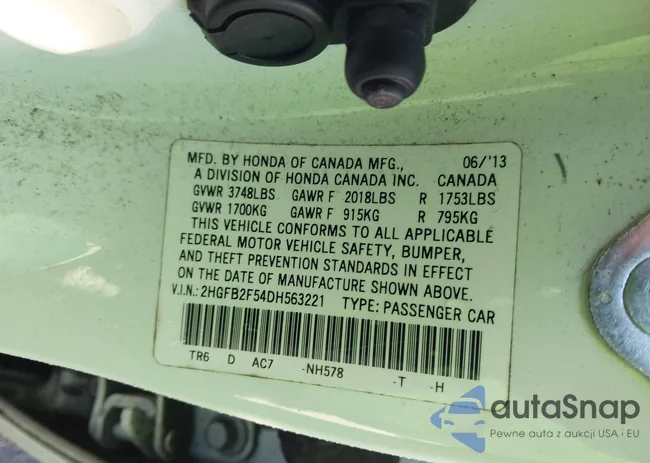 MFD. BY HONDA OF CANADA MFG., 06/'13
A DIVISION OF HONDA CANADA INC. CANADA
GVWR 3748LBS GAWR F 2018LBS R 1753LBS
GVWR 1700KG GAWR F 915KG R 795KG
THIS VEHICLE CONFORMS TO ALL APPLICABLE
FEDERAL MOTOR VEHICLE SAFETY, BUMPER,
AND THEFT PREVENTION STANDARDS IN EFFECT
ON THE DATE OF MANUFACTURE SHOWN ABOVE.
V.I.N.: 2HGFB2F54DH563221 TYPE: PASSENGER CAR
TR6 D AC7 -NH578 -T -H
autaSnap
Pewne auta z aukcji USA i EU